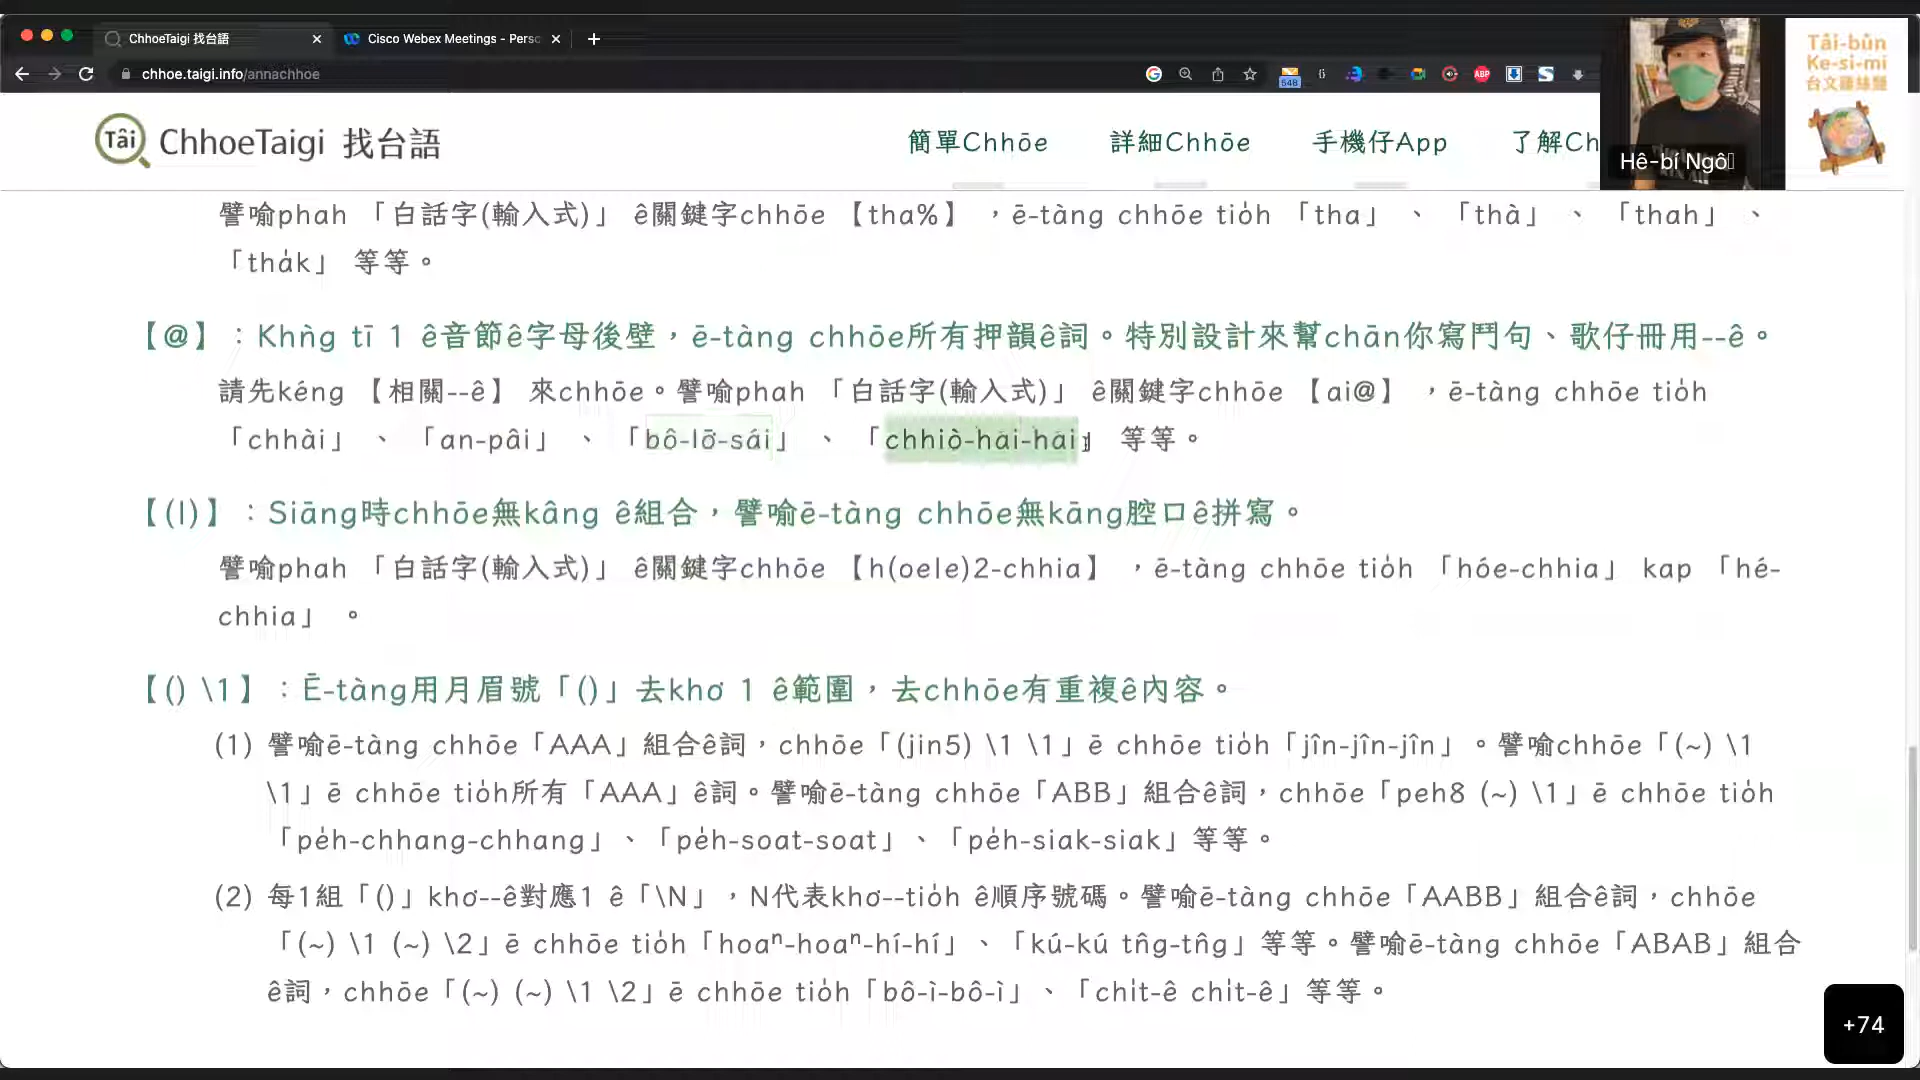 ChhoeTaigi 找台語
Cisco Webex Meetings - Perso
chhoe.taigi.info/annachhoe
548
ABP
Tâi-bûn
Ke-si-mi
台文雞絲麵
Tâi
ChhoeTaigi 找台語
簡單Chhōe
詳細Chhōe
手機仔App
了解Ch
Hê-bí Ngô͘
譬喻phah 「白話字(輸入式)」 ê關鍵字chhōe 【tha%】 ，ē-tàng chhōe tio̍h 「tha」 、 「thà」 、 「thah」 、
「tha̍k」 等等。
【@】：Khǹg tī 1 ê音節ê字母後壁，ē-tàng chhōe所有押韻ê詞。特別設計來幫chān你寫鬥句、歌仔冊用--ê。
請先kéng 【相關--ê】 來chhōe。譬喻phah 「白話字(輸入式)」 ê關鍵字chhōe 【ai@】 ，ē-tàng chhōe tio̍h
「chhài」 、 「an-pâi」 、 「bô-lō-sái」 、 「chhiò-hai-hai」 等等。
【(|)】：Siāng時chhōe無kâng ê組合，譬喻ē-tàng chhōe無kāng腔口ê拼寫。
譬喻phah 「白話字(輸入式)」 ê關鍵字chhōe 【h(oe|e)2-chhia】 ，ē-tàng chhōe tio̍h 「hóe-chhia」 kap 「hé-
chhia」 。
【() \1】：Ē-tàng用月眉號「()」去kho͘ 1 ê範圍，去chhōe有重複ê內容。
(1) 譬喻ē-tàng chhōe「AAA」組合ê詞，chhōe「(jin5) \1 \1」ē chhōe tio̍h「jîn-jîn-jîn」。譬喻chhōe「(~) \1
\1」ē chhōe tio̍h所有「AAA」ê詞。譬喻ē-tàng chhōe「ABB」組合ê詞，chhōe「peh8 (~) \1」ē chhōe tio̍h
「pe̍h-chhang-chhang」、「pe̍h-soat-soat」、「pe̍h-siak-siak」等等。
(2) 每1組「()」kho͘--ê對應1 ê「\N」，N代表kho͘--tio̍h ê順序號碼。譬喻ē-tàng chhōe「AABB」組合ê詞，chhōe
「(~) \1 (~) \2」ē chhōe tio̍h「hoaⁿ-hoaⁿ-hí-hí」、「kú-kú tn̂g-tn̂g」等等。譬喻ē-tàng chhōe「ABAB」組合
ê詞，chhōe「(~) (~) \1 \2」ē chhōe tio̍h「bô-ì-bô-ì」、「chi̍t-ê chi̍t-ê」等等。
+74